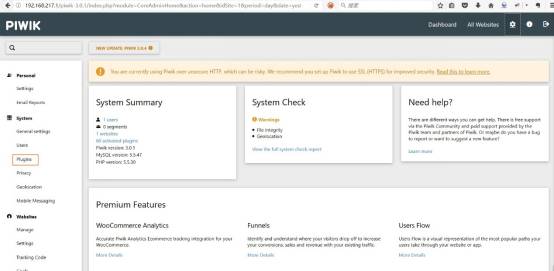 192.168.217.1/piwik-3.0.1/index.php?module=CoreAdminHome&action=home&idSite=1&period=day&date=yest
搜索
PIWIK
Dashboard All Websites
NEW UPDATE: PIWIK 3.0.4
Personal
Settings
Email Reports
System
General settings
Users
Plugins
Privacy
Geolocation
Mobile Messaging
Websites
Manage
Settings
Tracking Code
You are currently using Piwik over unsecure HTTP, which can be risky. We recommend you set up Piwik to use SSL (HTTPS) for improved security. Read this to learn more.
System Summary
1 users
0 segments
1 websites
60 activated plugins
Piwik version: 3.0.1
MySQL version: 5.5.47
PHP version: 5.5.30
System Check
Warnings
File integrity
Geolocation
View the full system check report
Need help?
There are different ways you can get help. There is free support
via the Piwik Community and paid support provided by the
Piwik team and partners of Piwik. Or maybe do you have a bug
to report or want to suggest a new feature?
Learn more
Premium Features
WooCommerce Analytics
Accurate Piwik Analytics Ecommerce tracking integration for your
WooCommerce.
More Details
Funnels
Identify and understand where your visitors drop off to increase
your conversions, sales and revenue with your existing traffic.
More Details
Users Flow
Users Flow is a visual representation of the most popular paths your
users take through your website or app.
More Details